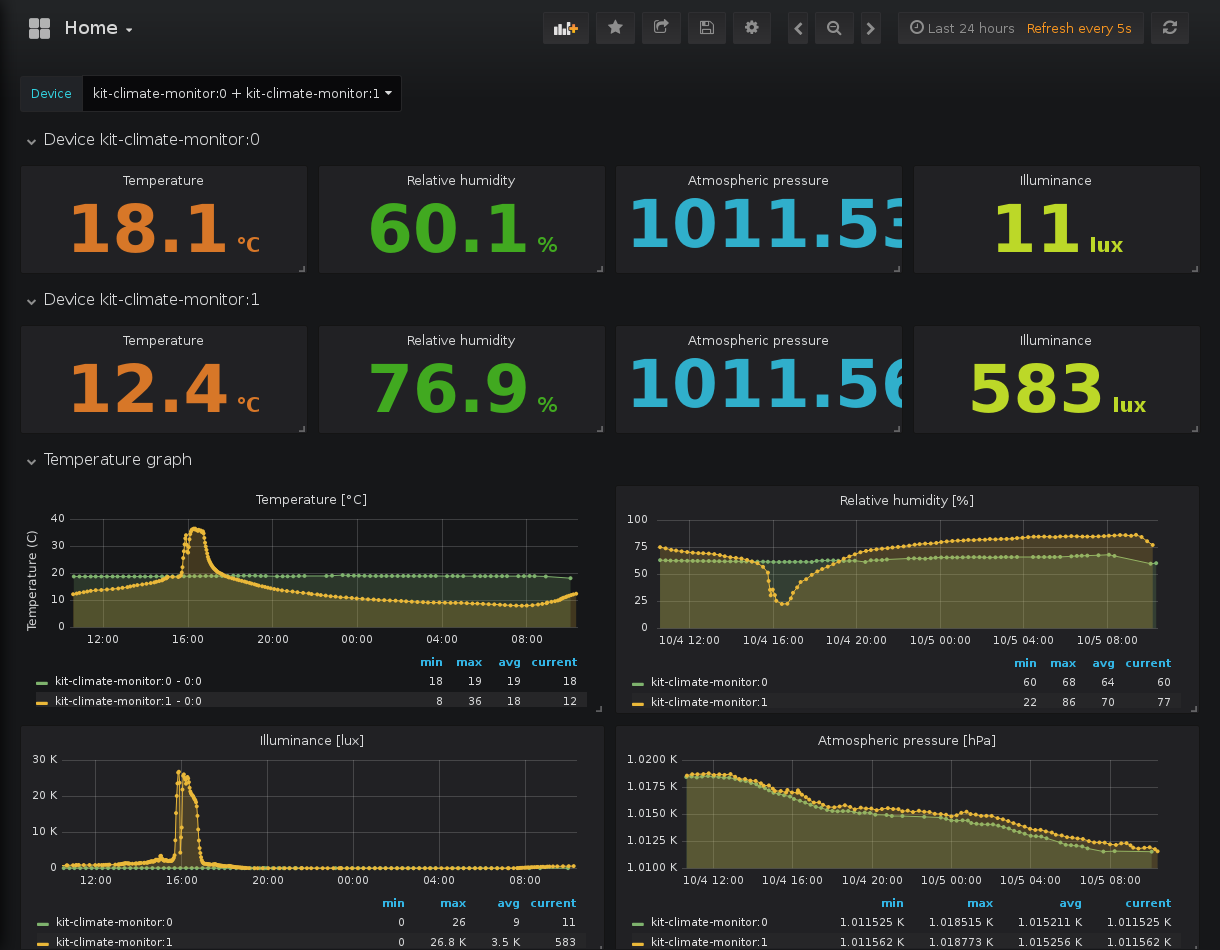 Home
Last 24 hours Refresh every 5s
Device kit-climate-monitor:0 + kit-climate-monitor:1
Device kit-climate-monitor:0
Temperature Relative humidity Atmospheric pressure Illuminance
18.1 °C 60.1 % 1011.53 11 lux
Device kit-climate-monitor:1
Temperature Relative humidity Atmospheric pressure Illuminance
12.4 °C 76.9 % 1011.56 583 lux
Temperature graph
Temperature [°C]
Temperature (C)
40
30
20
10
0
12:00 16:00 20:00 00:00 04:00 08:00
min max avg current
kit-climate-monitor:0 - 0:0 18 19 19 18
kit-climate-monitor:1 - 0:0 8 36 18 12
Relative humidity [%]
100
75
50
25
0
10/4 12:00 10/4 16:00 10/4 20:00 10/5 00:00 10/5 04:00 10/5 08:00
min max avg current
kit-climate-monitor:0 60 68 64 60
kit-climate-monitor:1 22 86 70 77
Illuminance [lux]
30 K
20 K
10 K
0
12:00 16:00 20:00 00:00 04:00 08:00
min max avg current
kit-climate-monitor:0 0 26 9 11
kit-climate-monitor:1 0 26.8 K 3.5 K 583
Atmospheric pressure [hPa]
1.0200 K
1.0175 K
1.0150 K
1.0125 K
1.0100 K
10/4 12:00 10/4 16:00 10/4 20:00 10/5 00:00 10/5 04:00 10/5 08:00
min max avg current
kit-climate-monitor:0 1.011525 K 1.018515 K 1.015211 K 1.011525 K
kit-climate-monitor:1 1.011562 K 1.018773 K 1.015256 K 1.011562 K